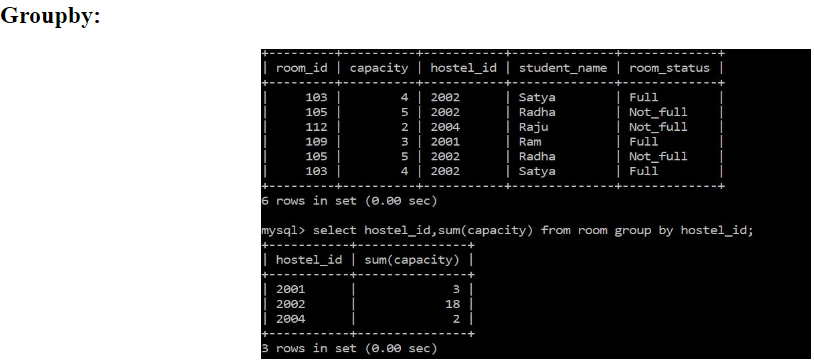 Groupby:
+---------+----------+-----------+--------------+-------------+
| room_id | capacity | hostel_id | student_name | room_status |
+---------+----------+-----------+--------------+-------------+
| 103 | 4 | 2002 | Satya | Full |
| 105 | 5 | 2002 | Radha | Not_full |
| 112 | 2 | 2004 | Raju | Not_full |
| 109 | 3 | 2001 | Ram | Full |
| 105 | 5 | 2002 | Radha | Not_full |
| 103 | 4 | 2002 | Satya | Full |
+---------+----------+-----------+--------------+-------------+
6 rows in set (0.00 sec)
mysql> select hostel_id,sum(capacity) from room group by hostel_id;
+-----------+---------------+
| hostel_id | sum(capacity) |
+-----------+---------------+
| 2001 | 3 |
| 2002 | 18 |
| 2004 | 2 |
+-----------+---------------+
3 rows in set (0.00 sec)